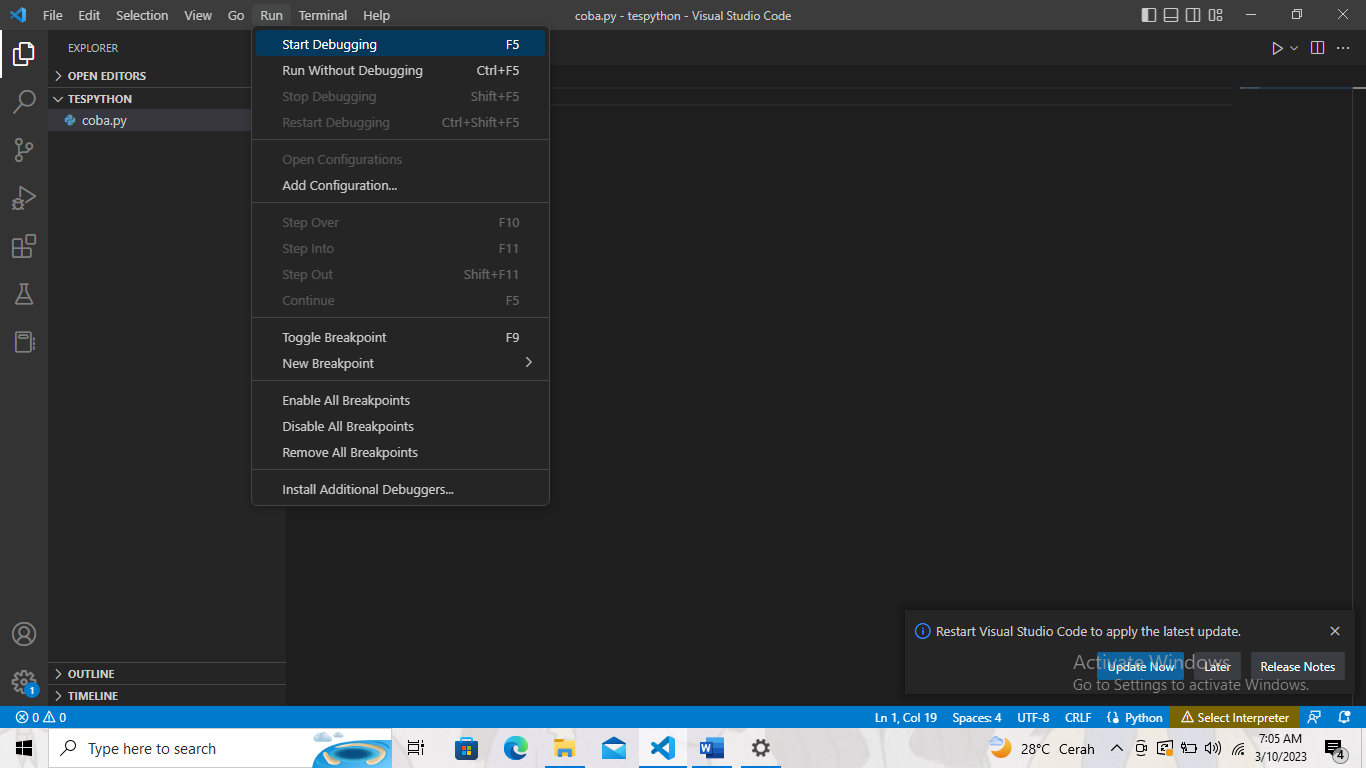 File Edit Selection View Go Run Terminal Help coba.py - tespython - Visual Studio Code
EXPLORER
OPEN EDITORS
TESPYTHON
coba.py
Start Debugging F5
Run Without Debugging Ctrl+F5
Stop Debugging Shift+F5
Restart Debugging Ctrl+Shift+F5
Open Configurations
Add Configuration...
Step Over F10
Step Into F11
Step Out Shift+F11
Continue F5
Toggle Breakpoint F9
New Breakpoint
Enable All Breakpoints
Disable All Breakpoints
Remove All Breakpoints
Install Additional Debuggers...
Restart Visual Studio Code to apply the latest update.
Update Now Later Release Notes
Activate Windows
Go to Settings to activate Windows.
OUTLINE
1
TIMELINE
0 0 Ln 1, Col 19 Spaces: 4 UTF-8 CRLF Python Select Interpreter
Type here to search 28°C Cerah 7:05 AM
3/10/2023 4